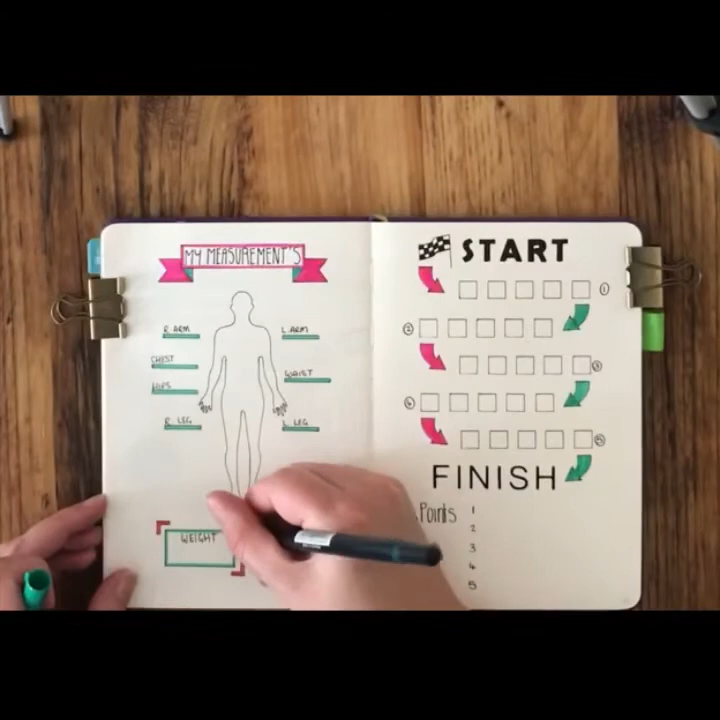 MY MEASUREMENT'S
R. ARM
L. ARM
CHEST
WAIST
HIPS
R. LEG
L. LEG
WEIGHT
START
1
2
3
4
5
FINISH
Points
1
2
3
4
5